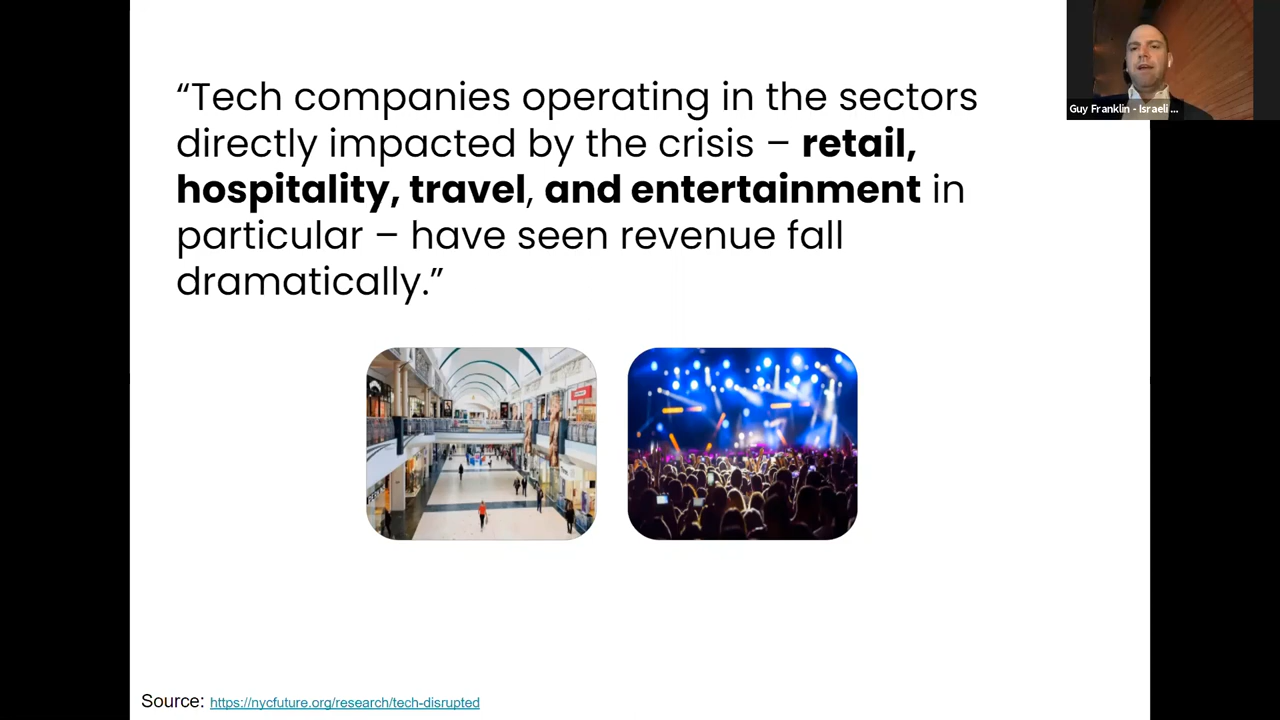 “Tech companies operating in the sectors
directly impacted by the crisis – retail,
hospitality, travel, and entertainment in
particular – have seen revenue fall
dramatically.”
Guy Franklin - Israeli ...
Source: https://nycfuture.org/research/tech-disrupted